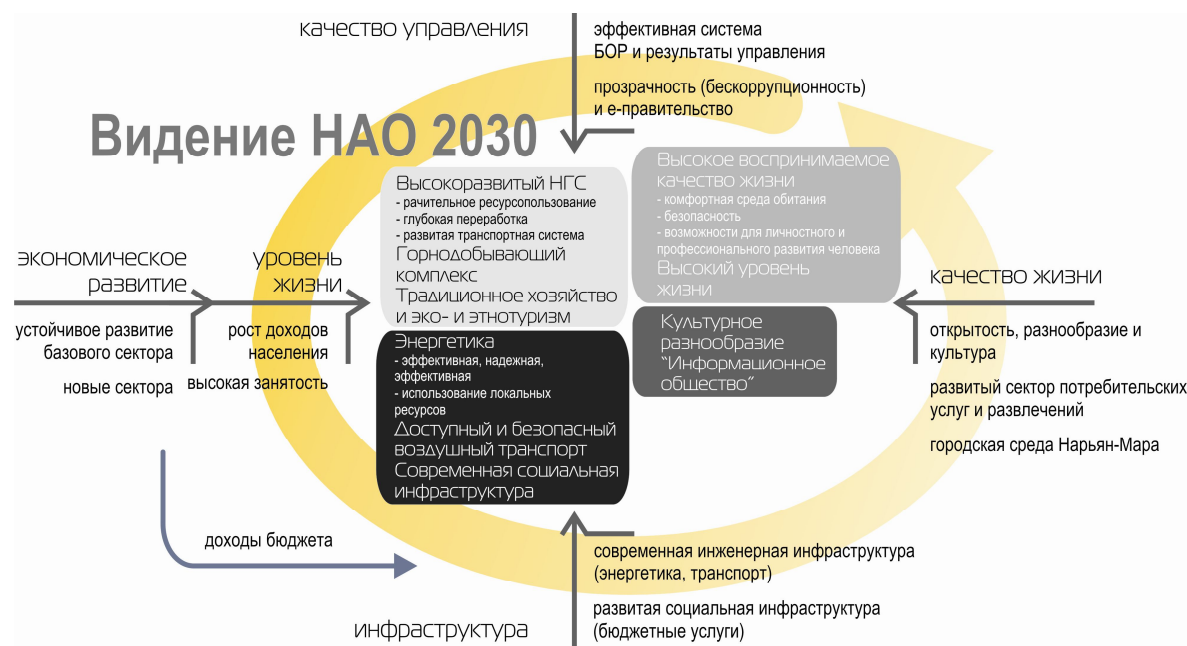 качество управления
эффективная система
БОР и результаты управления
прозрачность (бескоррупционность)
и е-правительство
Видение НАО 2030
Высокоразвитый НГС
- рачительное ресурсопользование
- глубокая переработка
- развитая транспортная система
Горнодобывающий
комплекс
Традиционное хозяйство
и эко- и этнотуризм
Высокое воспринимаемое
качество жизни
- комфортная среда обитания
- безопасность
- возможности для личностного и
профессионального развития человека
Высокий уровень
жизни
экономическое
развитие
устойчивое развитие
базового сектора
новые сектора
уровень
жизни
рост доходов
населения
высокая занятость
Энергетика
- эффективная, надежная,
эффективная
- использование локальных
ресурсов
Доступный и безопасный
воздушный транспорт
Современная социальная
инфраструктура
Культурное
разнообразие
"Информационное
общество"
качество жизни
открытость, разнообразие и
культура
развитый сектор потребительских
услуг и развлечений
городская среда Нарьян-Мара
доходы бюджета
современная инженерная инфраструктура
(энергетика, транспорт)
развитая социальная инфраструктура
(бюджетные услуги)
инфраструктура